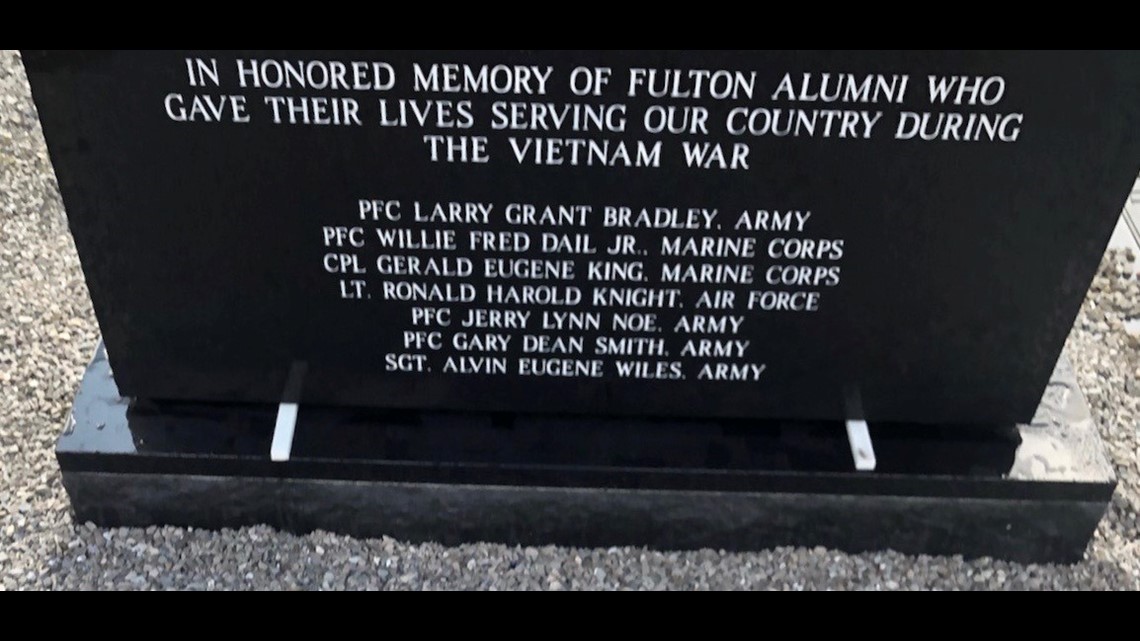 IN HONORED MEMORY OF FULTON ALUMNI WHO
GAVE THEIR LIVES SERVING OUR COUNTRY DURING
THE VIETNAM WAR
PFC LARRY GRANT BRADLEY, ARMY
PFC WILLIE FRED DAIL JR., MARINE CORPS
CPL GERALD EUGENE KING, MARINE CORPS
LT. RONALD HAROLD KNIGHT, AIR FORCE
PFC JERRY LYNN NOE, ARMY
PFC GARY DEAN SMITH, ARMY
SGT. ALVIN EUGENE WILES, ARMY